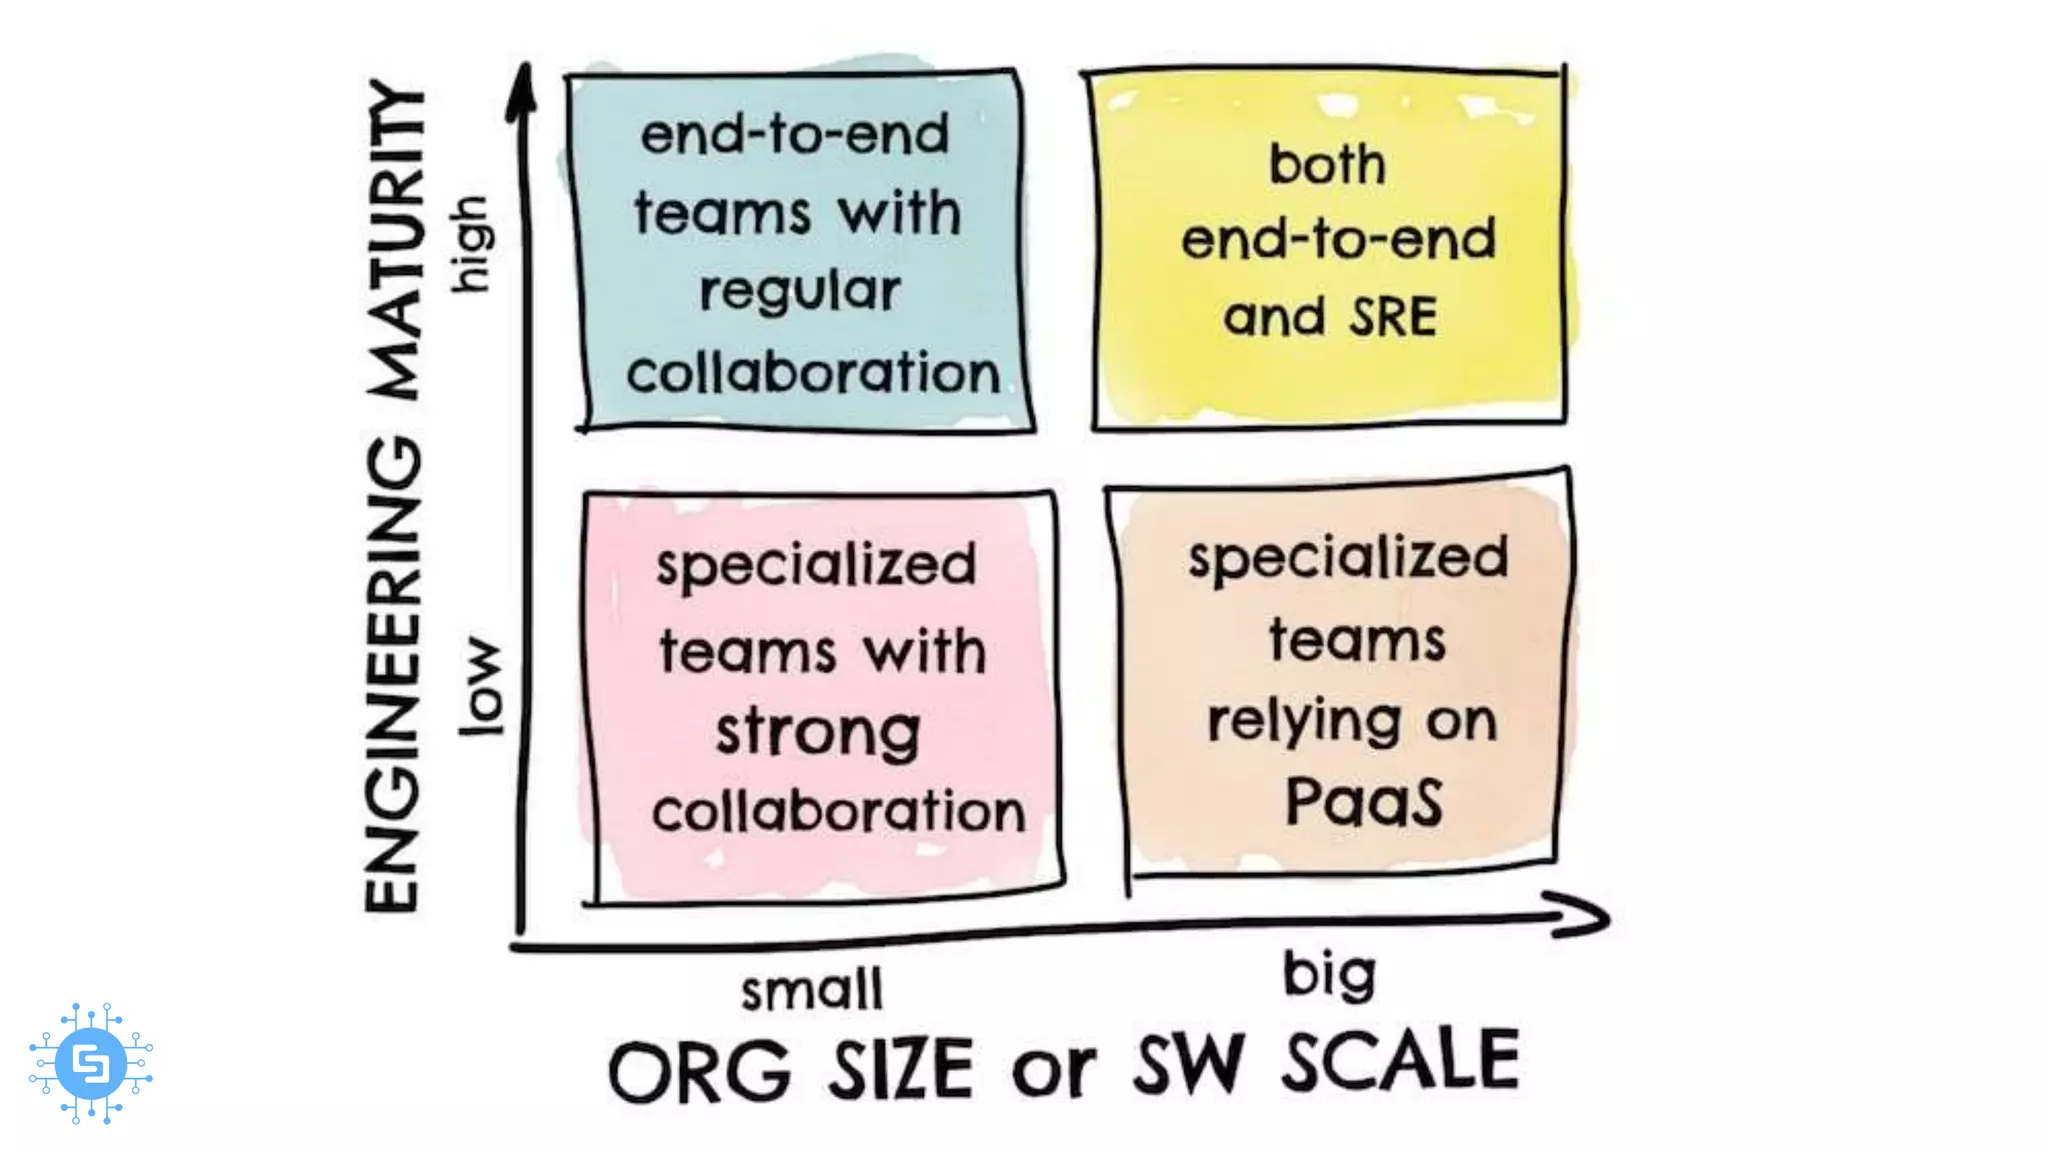 ENGINEERING MATURITY
high
low
end-to-end
teams with
regular
collaboration
both
end-to-end
and SRE
specialized
teams with
strong
collaboration
specialized
teams
relying on
PaaS
small
big
ORG SIZE or SW SCALE